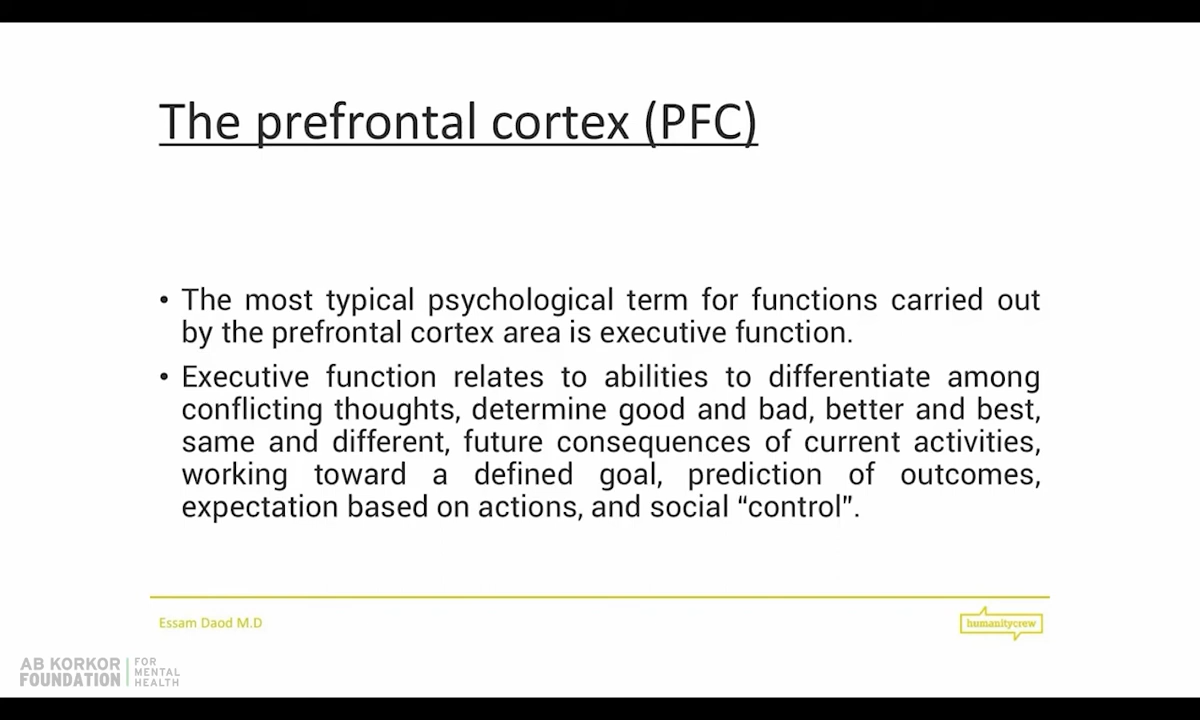 The prefrontal cortex (PFC)
• The most typical psychological term for functions carried out
by the prefrontal cortex area is executive function.
• Executive function relates to abilities to differentiate among
conflicting thoughts, determine good and bad, better and best,
same and different, future consequences of current activities,
working toward a defined goal, prediction of outcomes,
expectation based on actions, and social “control”.
Essam Daod M.D
humanitycrew
AB KORKOR
FOUNDATION
FOR
MENTAL
HEALTH